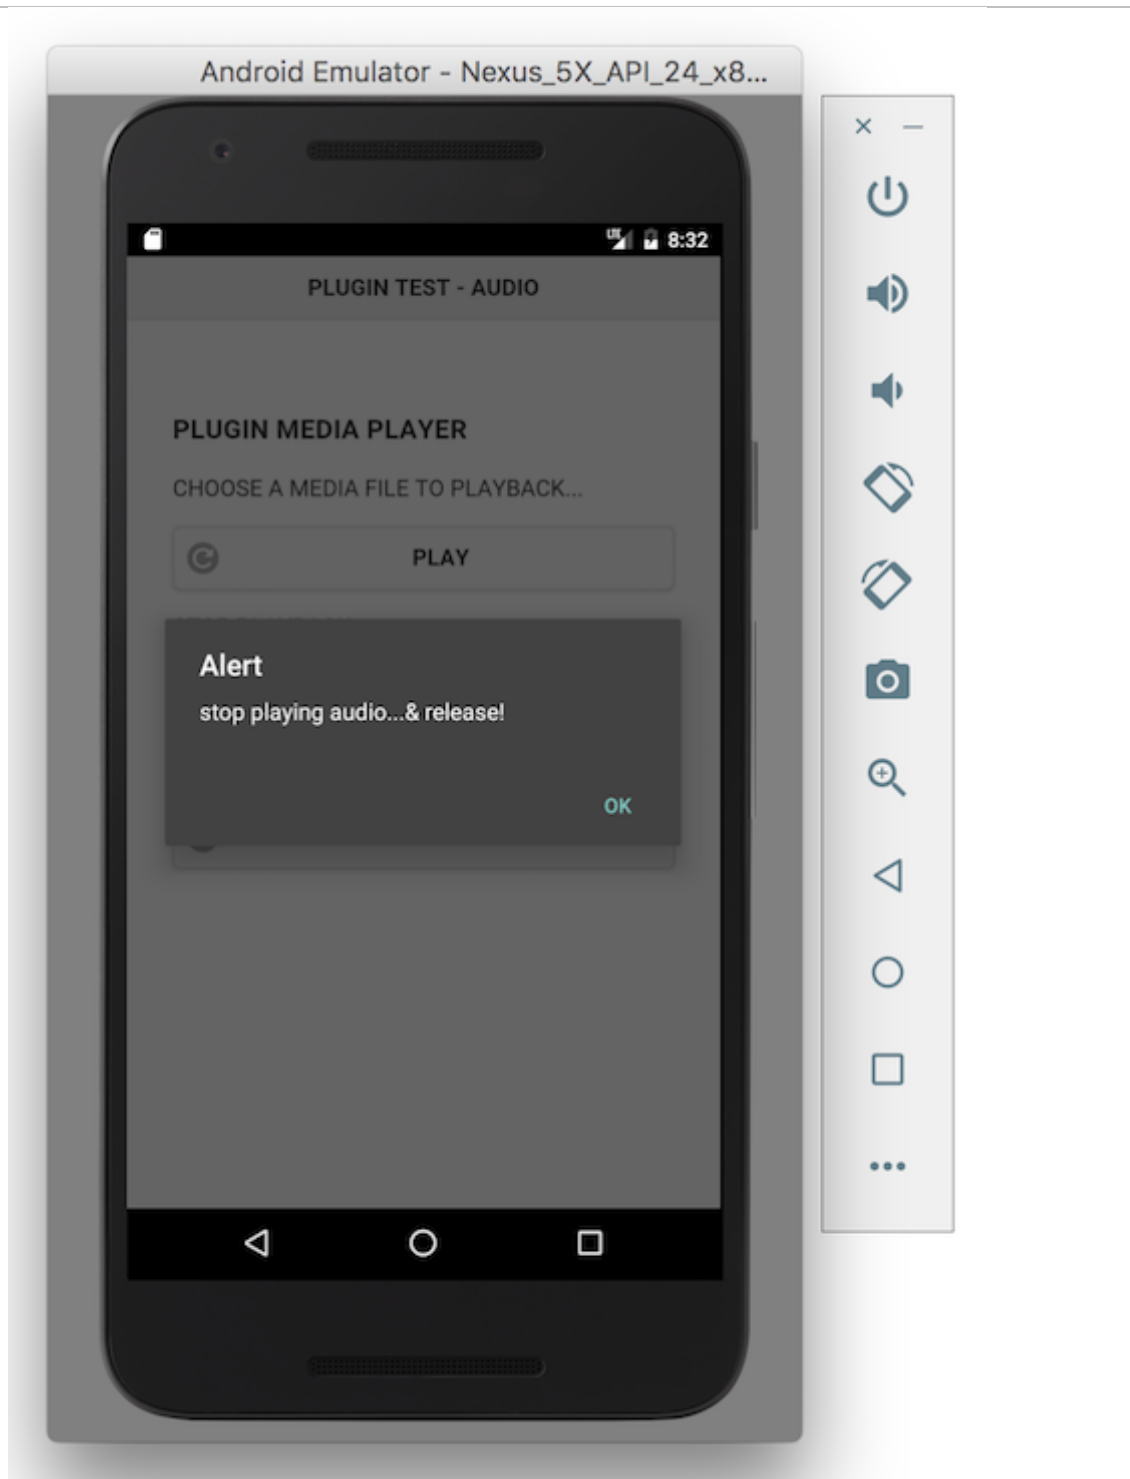 Android Emulator - Nexus_5X_API_24_x8...
LTE 8:32
PLUGIN TEST - AUDIO
PLUGIN MEDIA PLAYER
CHOOSE A MEDIA FILE TO PLAYBACK...
PLAY
Alert
stop playing audio...& release!
OK